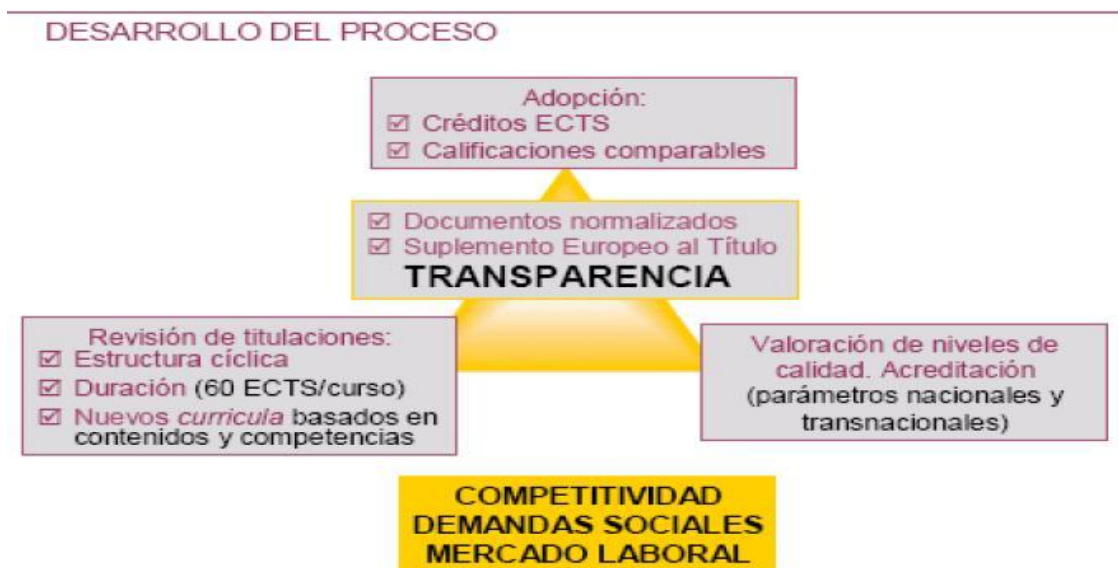 DESARROLLO DEL PROCESO
Adopción:
☑ Créditos ECTS
☑ Calificaciones comparables
☑ Documentos normalizados
☑ Suplemento Europeo al Título
TRANSPARENCIA
Revisión de titulaciones:
☑ Estructura cíclica
☑ Duración (60 ECTS/curso)
☑ Nuevos curricula basados en
contenidos y competencias
Valoración de niveles de
calidad. Acreditación
(parámetros nacionales y
transnacionales)
COMPETITIVIDAD
DEMANDAS SOCIALES
MERCADO LABORAL